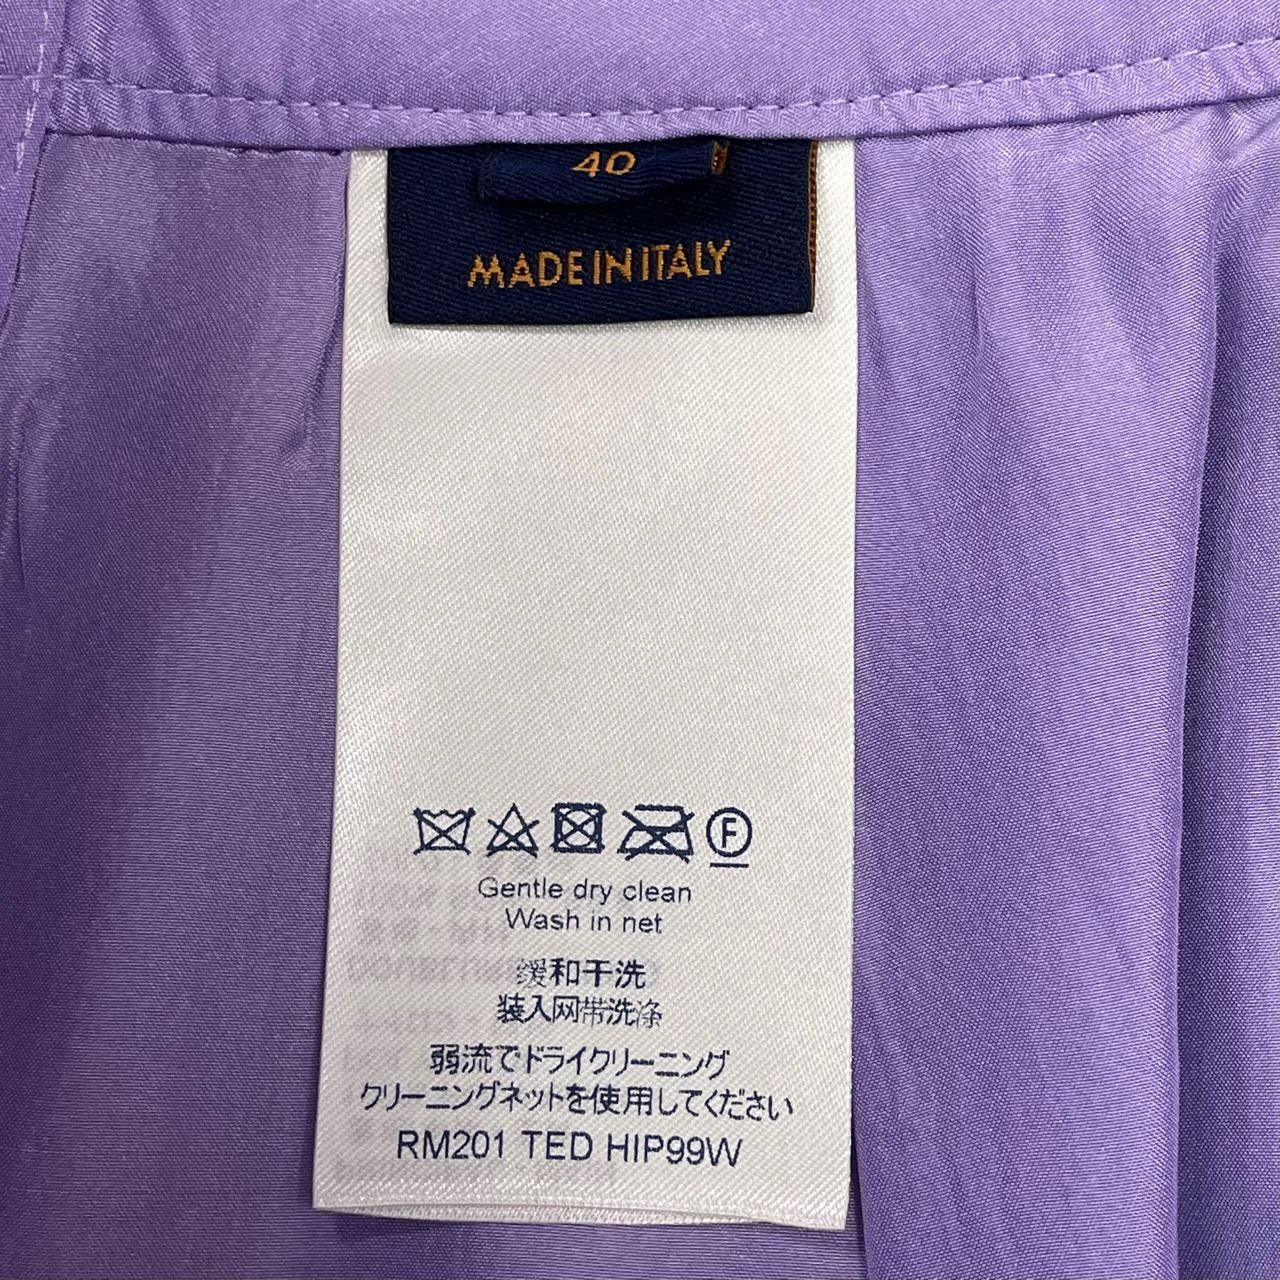 40
MADE IN ITALY
F
Gentle dry clean
Wash in net
缓和干洗
装入网带洗涤
弱流でドライクリーニング
クリーニングネットを使用してください
RM201 TED HIP99W